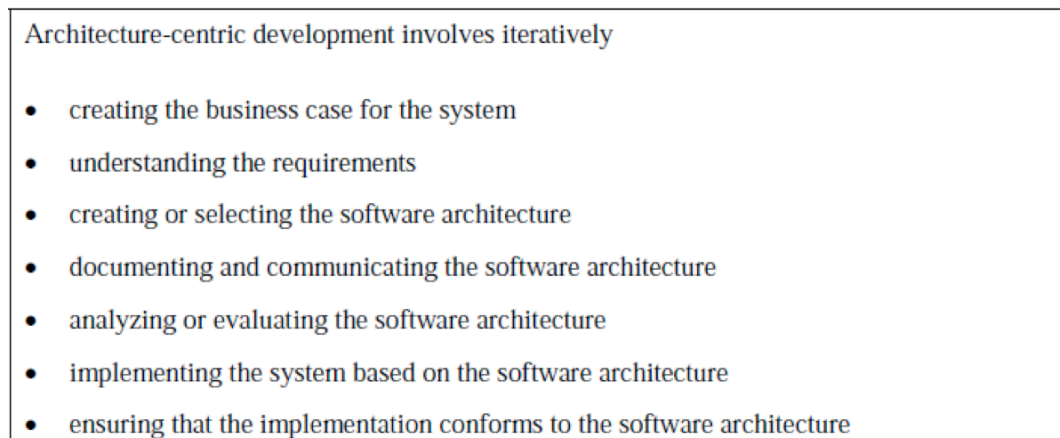 Architecture-centric development involves iteratively
• creating the business case for the system
• understanding the requirements
• creating or selecting the software architecture
• documenting and communicating the software architecture
• analyzing or evaluating the software architecture
• implementing the system based on the software architecture
• ensuring that the implementation conforms to the software architecture